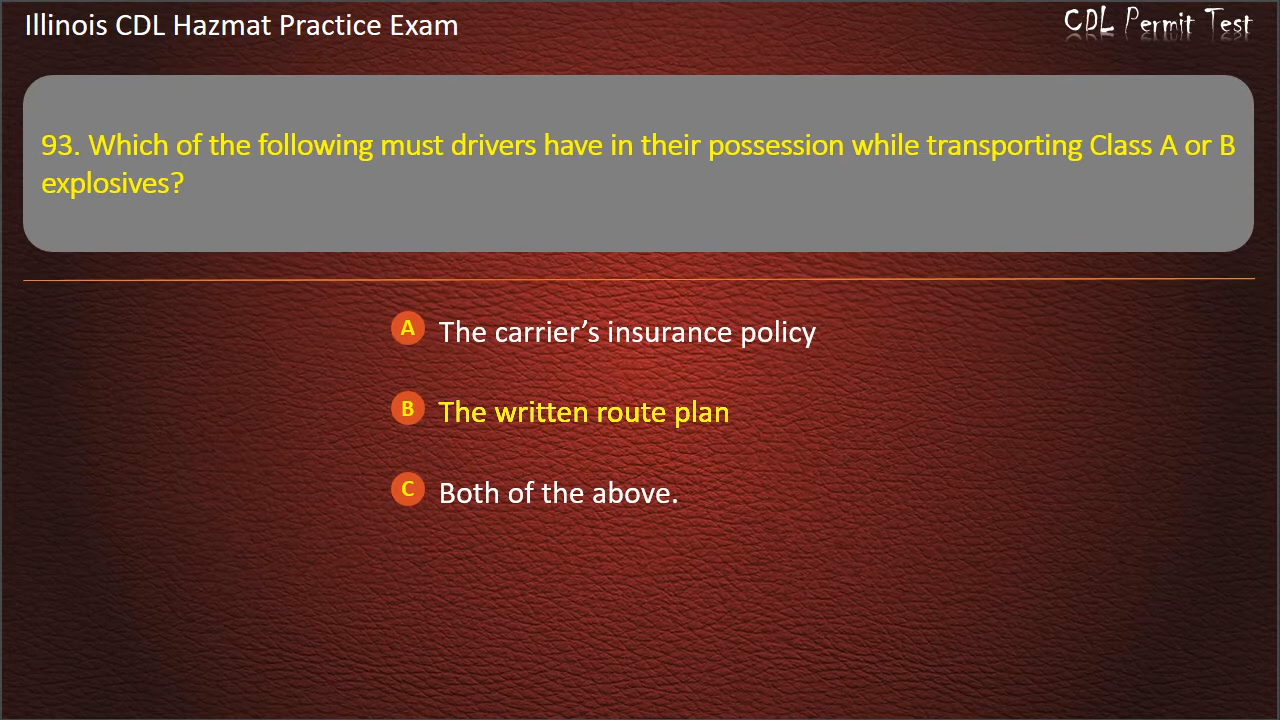 Illinois CDL Hazmat Practice Exam
CDL Permit Test
93. Which of the following must drivers have in their possession while transporting Class A or B
explosives?
A The carrier’s insurance policy
B The written route plan
C Both of the above.